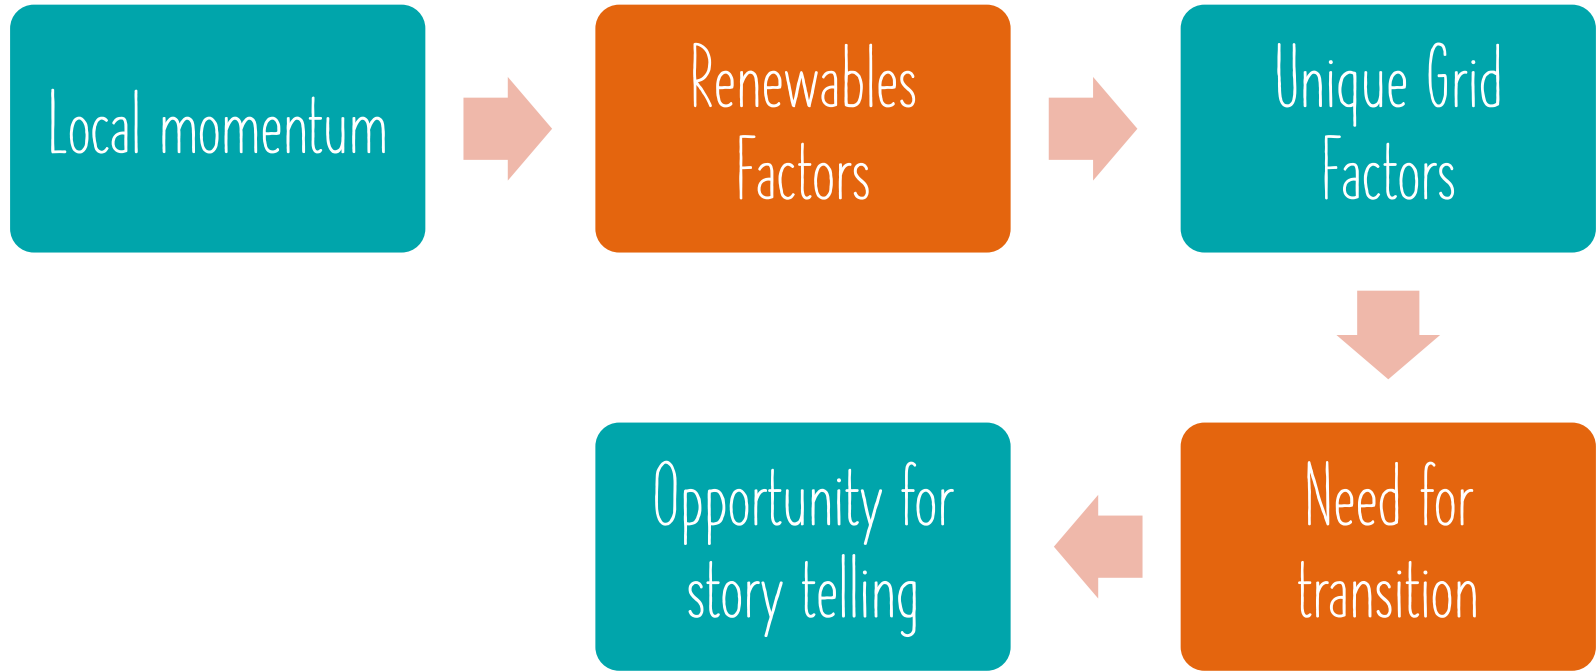 Local momentum
Renewables
Factors
Unique Grid
Factors
Need for
transition
Opportunity for
story telling